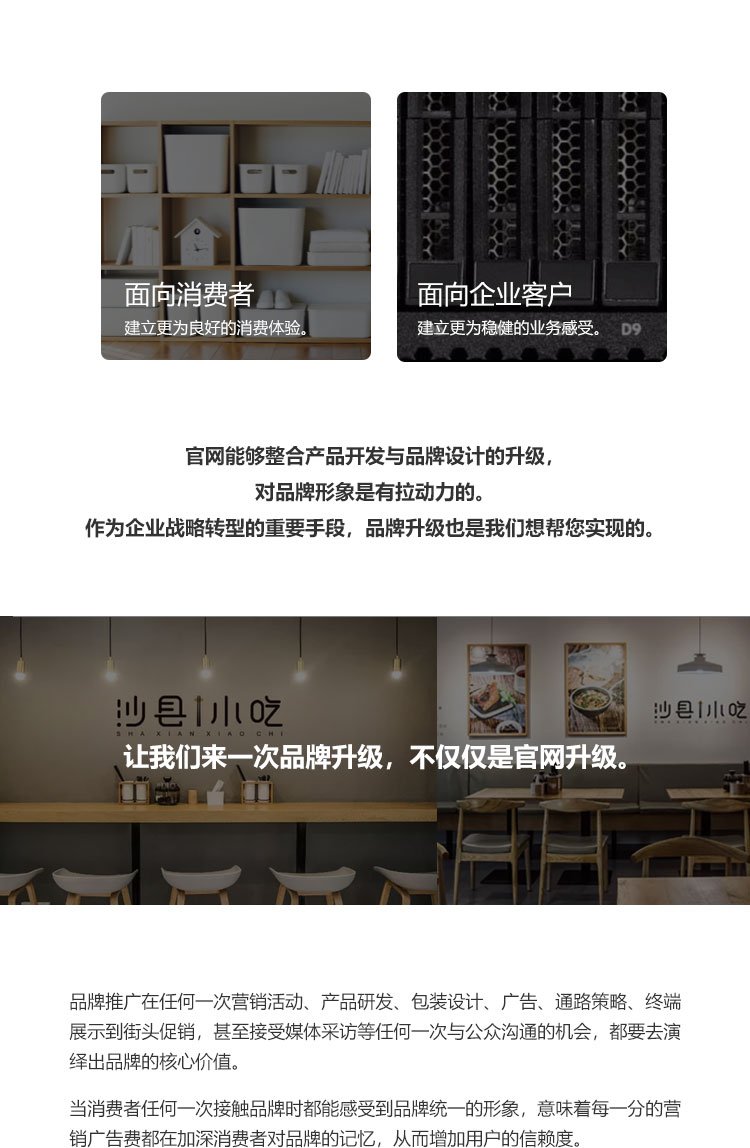 面向消费者
建立更为良好的消费体验。
面向企业客户
建立更为稳健的业务感受。
D9
官网能够整合产品开发与品牌设计的升级，
对品牌形象是有拉动力的。
作为企业战略转型的重要手段，品牌升级也是我们想帮您实现的。
沙县小吃
SHA XIAN XIAO CHI
沙县小吃
SHA XIAN XIAO CHI
让我们来一次品牌升级，不仅仅是官网升级。
品牌推广在任何一次营销活动、产品研发、包装设计、广告、通路策略、终端
展示到街头促销，甚至接受媒体采访等任何一次与公众沟通的机会，都要去演
绎出品牌的核心价值。
当消费者任何一次接触品牌时都能感受到品牌统一的形象，意味着每一分的营
销广告费都在加深消费者对品牌的记忆，从而增加用户的信赖度。